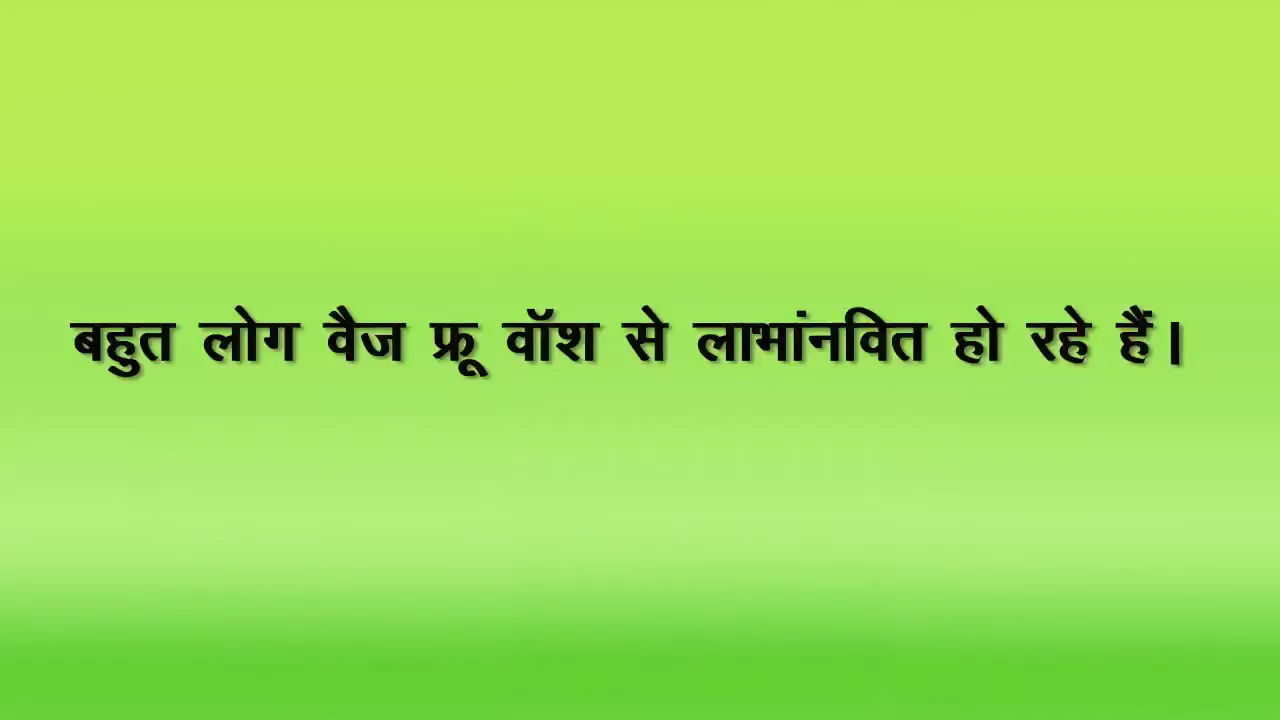 बहुत लोग वैज फ्रू वॉश से लाभांनवित हो रहे हैं।